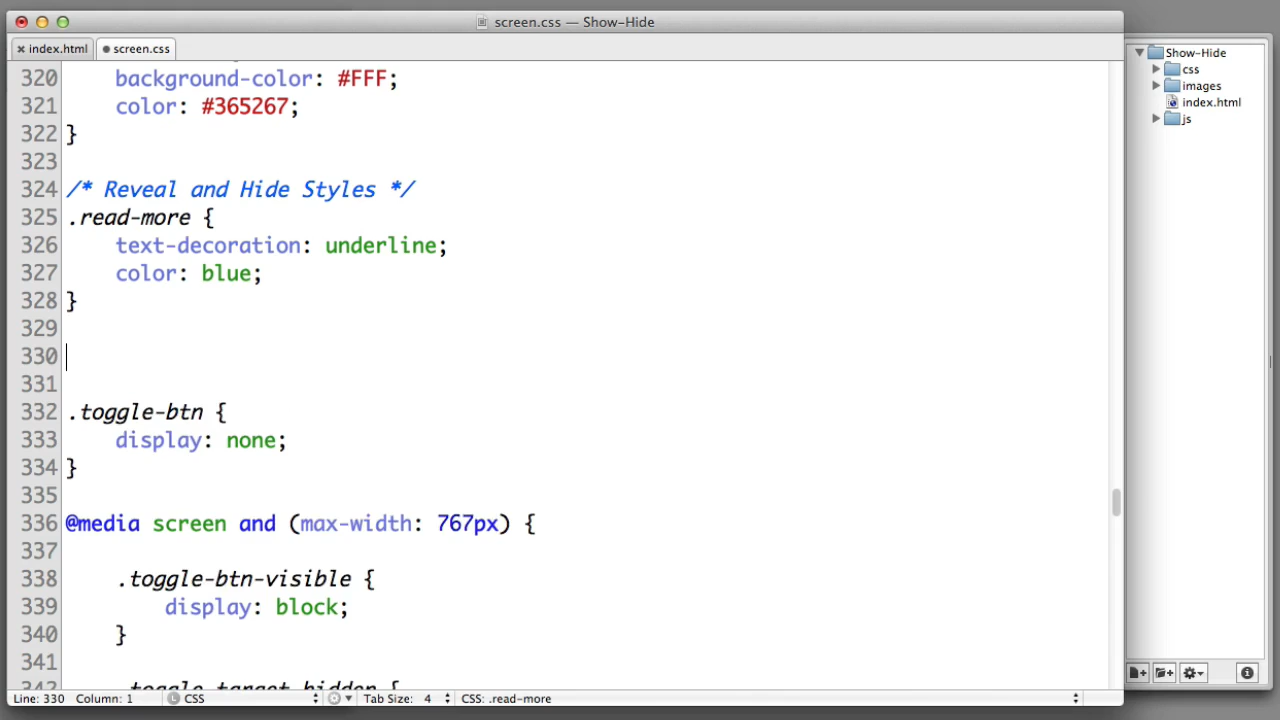 screen.css — Show-Hide
index.html
screen.css
320 background-color: #FFF;
321 color: #365267;
322 }
323
324 /* Reveal and Hide Styles */
325 .read-more {
326 text-decoration: underline;
327 color: blue;
328 }
329
330
331
332 .toggle-btn {
333 display: none;
334 }
335
336 @media screen and (max-width: 767px) {
337
338 .toggle-btn-visible {
339 display: block;
340 }
341
342 .toggle-target-hidden {
Line: 330 Column: 1 L CSS Tab Size: 4 CSS: .read-more
Show-Hide
css
images
index.html
js